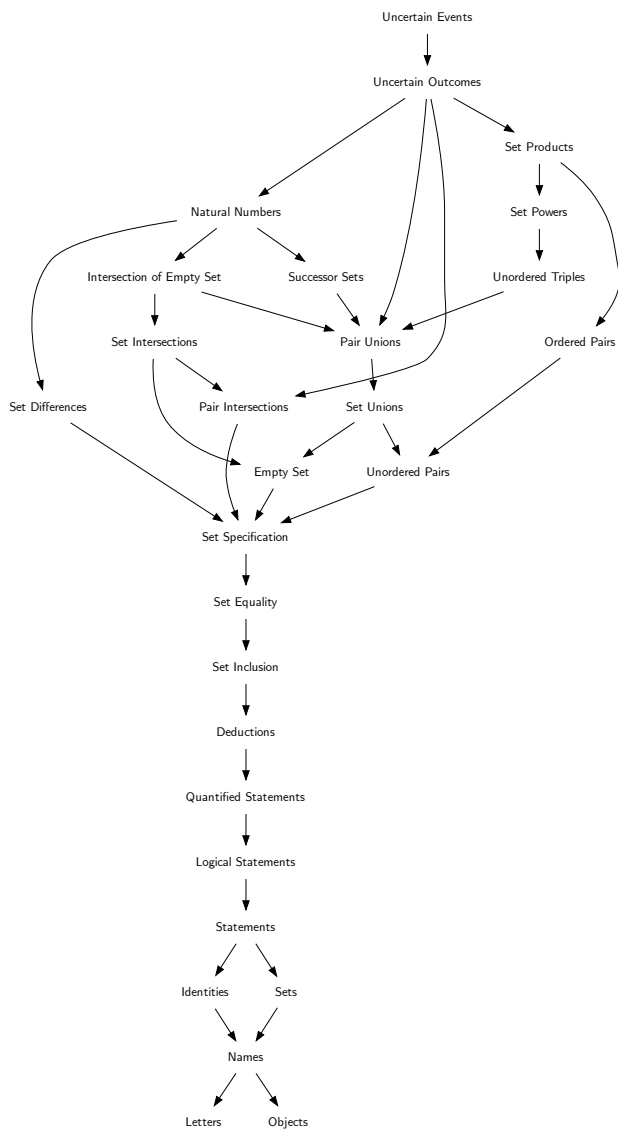 Uncertain Events
Uncertain Outcomes
Set Products
Natural Numbers
Set Powers
Intersection of Empty Set
Successor Sets
Unordered Triples
Set Intersections
Pair Unions
Ordered Pairs
Set Differences
Pair Intersections
Set Unions
Empty Set
Unordered Pairs
Set Specification
Set Equality
Set Inclusion
Deductions
Quantified Statements
Logical Statements
Statements
Identities
Sets
Names
Letters
Objects